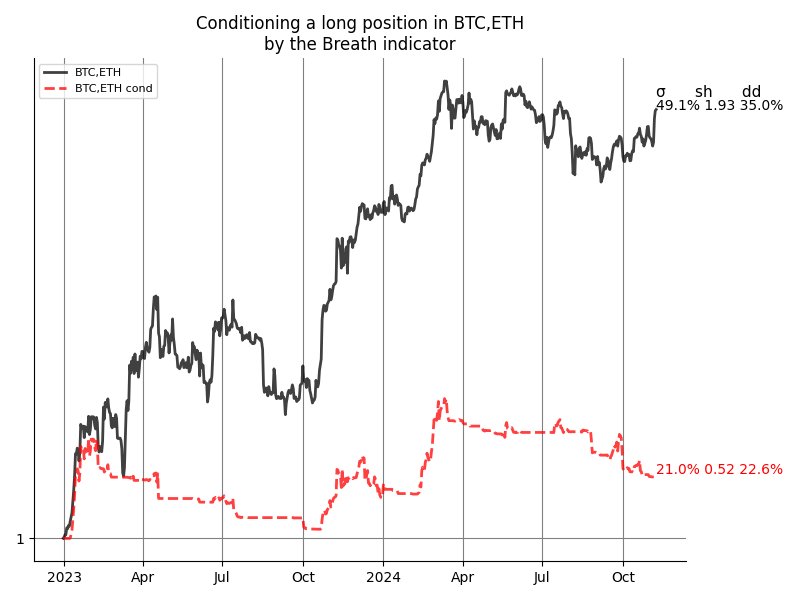 Conditioning a long position in BTC,ETH
by the Breath indicator
BTC,ETH
BTC,ETH cond
σ sh dd
49.1% 1.93 35.0%
21.0% 0.52 22.6%
1
2023 Apr Jul Oct 2024 Apr Jul Oct